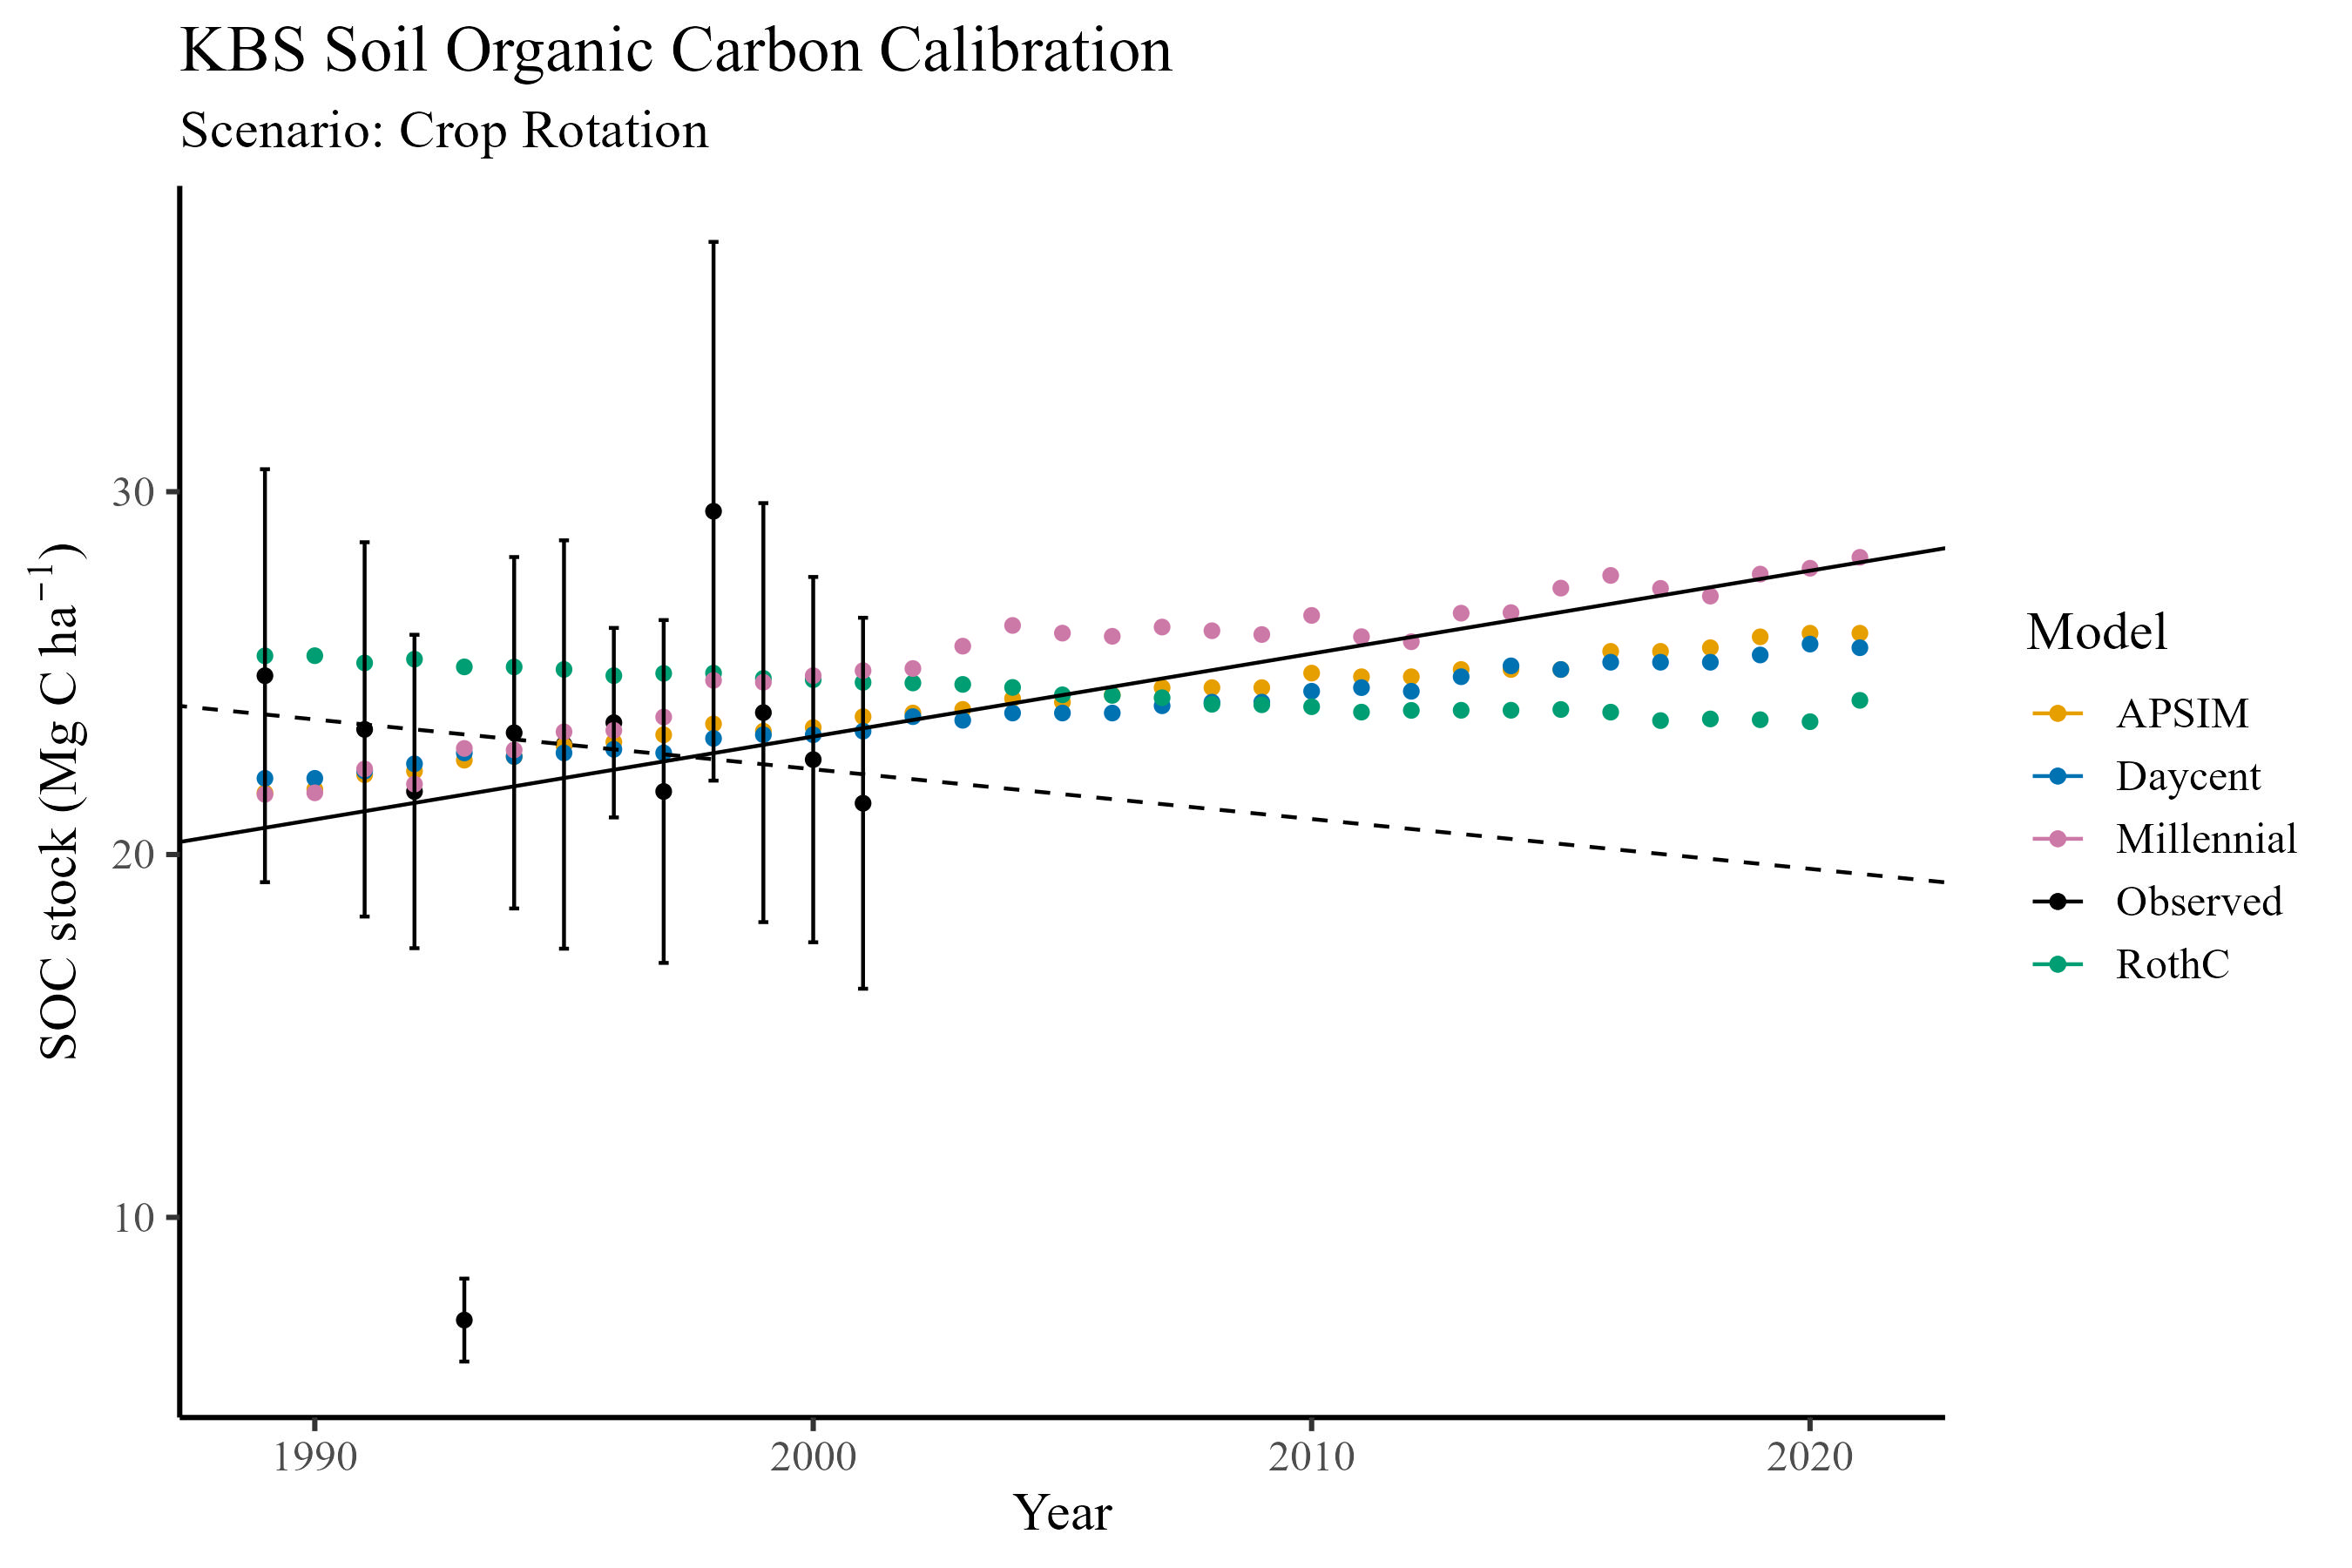 KBS Soil Organic Carbon Calibration
Scenario: Crop Rotation
SOC stock (Mg C ha⁻¹)
30
20
10
1990
2000
2010
2020
Year
Model
APSIM
Daycent
Millennial
Observed
RothC